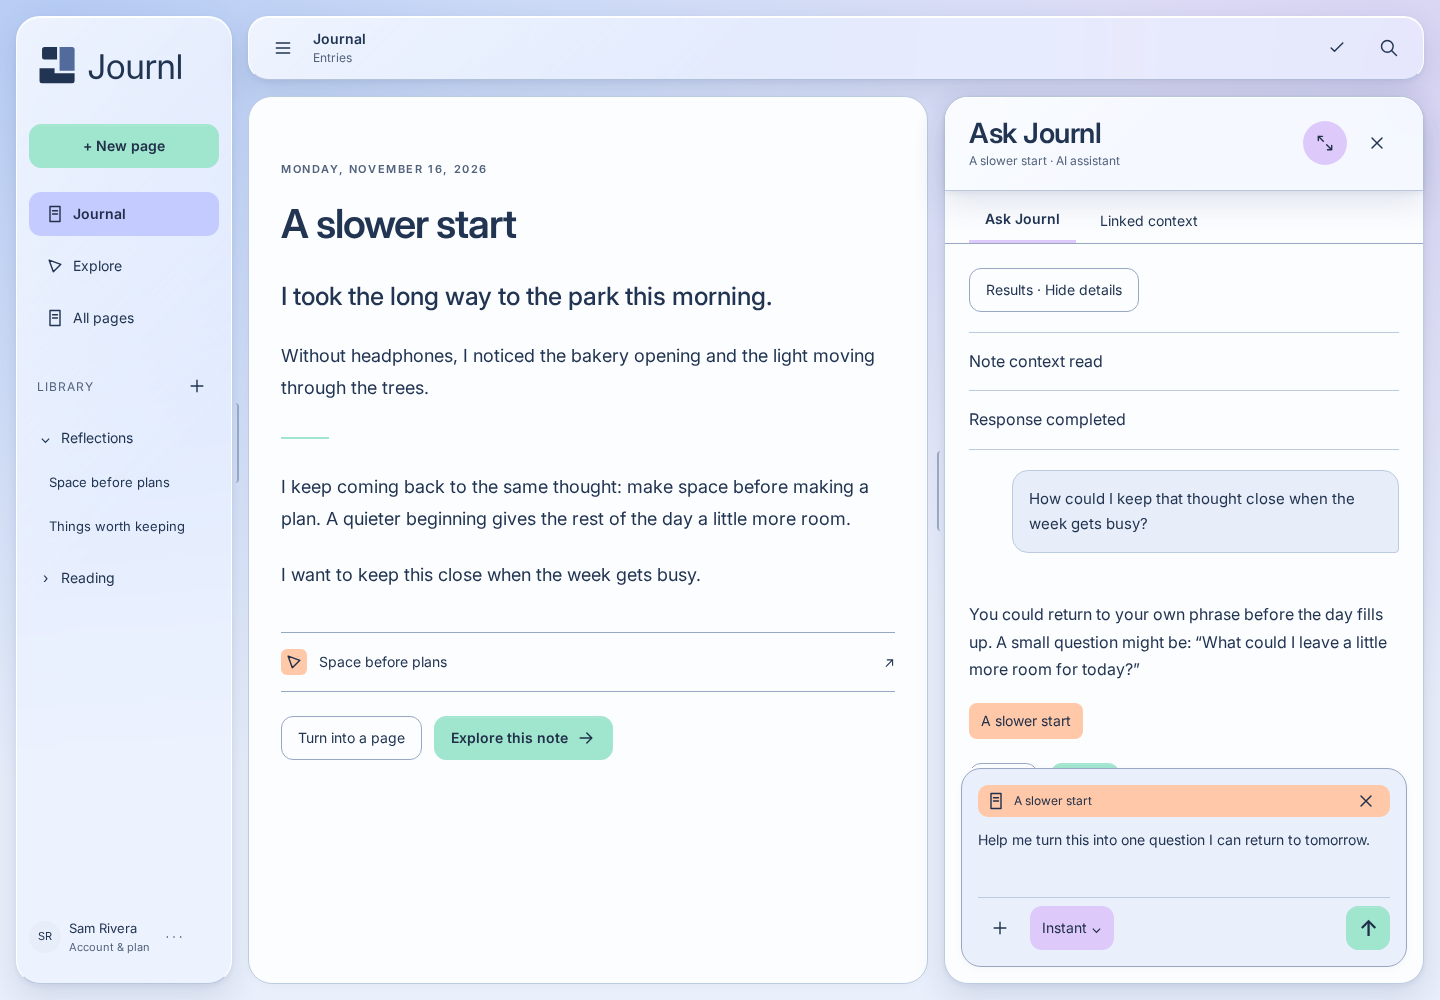 Journl
+ New page
Journal
Explore
All pages
LIBRARY
Reflections
Space before plans
Things worth keeping
Reading
SR
Sam Rivera
Account & plan
...
Journal
Entries
MONDAY, NOVEMBER 16, 2026
A slower start
I took the long way to the park this morning.
Without headphones, I noticed the bakery opening and the light moving
through the trees.
I keep coming back to the same thought: make space before making a
plan. A quieter beginning gives the rest of the day a little more room.
I want to keep this close when the week gets busy.
Space before plans
Turn into a page
Explore this note
Ask Journl
A slower start · AI assistant
Ask Journl
Linked context
Results · Hide details
Note context read
Response completed
How could I keep that thought close when the
week gets busy?
You could return to your own phrase before the day fills
up. A small question might be: “What could I leave a little
more room for today?”
A slower start
A slower start
Help me turn this into one question I can return to tomorrow.
Instant